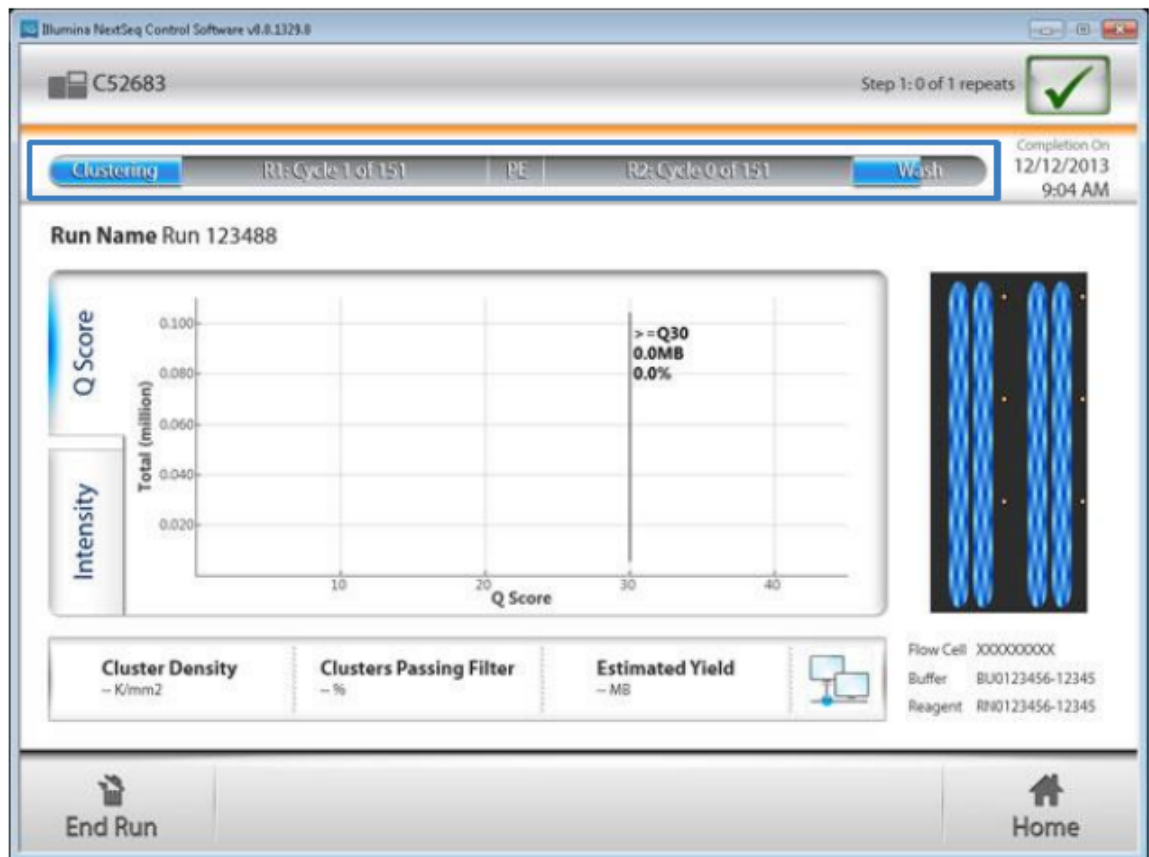 Illumina NextSeq Control Software v0.0.1329.0
CS2683
Step 1: 0 of 1 repeats
Clustering
R1: Cycle 1 of 151
PE
R2: Cycle 0 of 151
Wash
Completion On
12/12/2013
9:04 AM
Run Name Run 123488
Q Score
Intensity
Total (million)
0.100
0.080
0.060
0.040
0.020
>=Q30
0.0MB
0.0%
10
20
30
40
Q Score
Cluster Density
-- K/mm2
Clusters Passing Filter
-- %
Estimated Yield
-- MB
Flow Cell XXXXXXXXX
Buffer BU0123456-12345
Reagent RN0123456-12345
End Run
Home